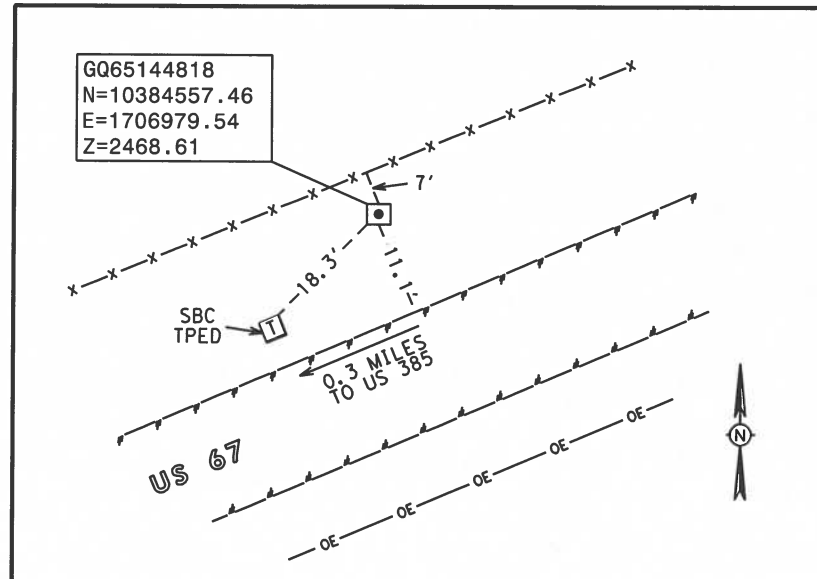 GQ65144818
N=10384557.46
E=1706979.54
Z=2468.61
7'
18.3'
11.1'
SBC
TPED
T
0.3 MILES
TO US 385
US 67
OE
OE
OE
OE
OE
N